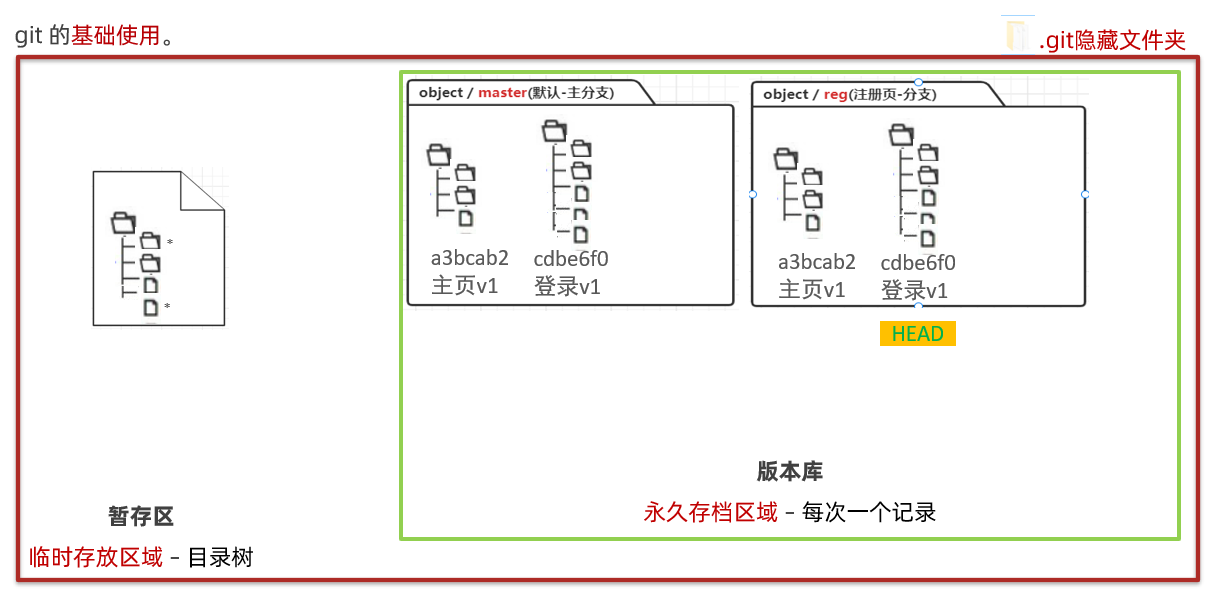 git 的基础使用。
.git隐藏文件夹
object / master(默认-主分支)
object / reg(注册页-分支)
*
*
a3bcab2
主页v1
cdbe6f0
登录v1
a3bcab2
主页v1
cdbe6f0
登录v1
HEAD
版本库
永久存档区域 – 每次一个记录
暂存区
临时存放区域 – 目录树